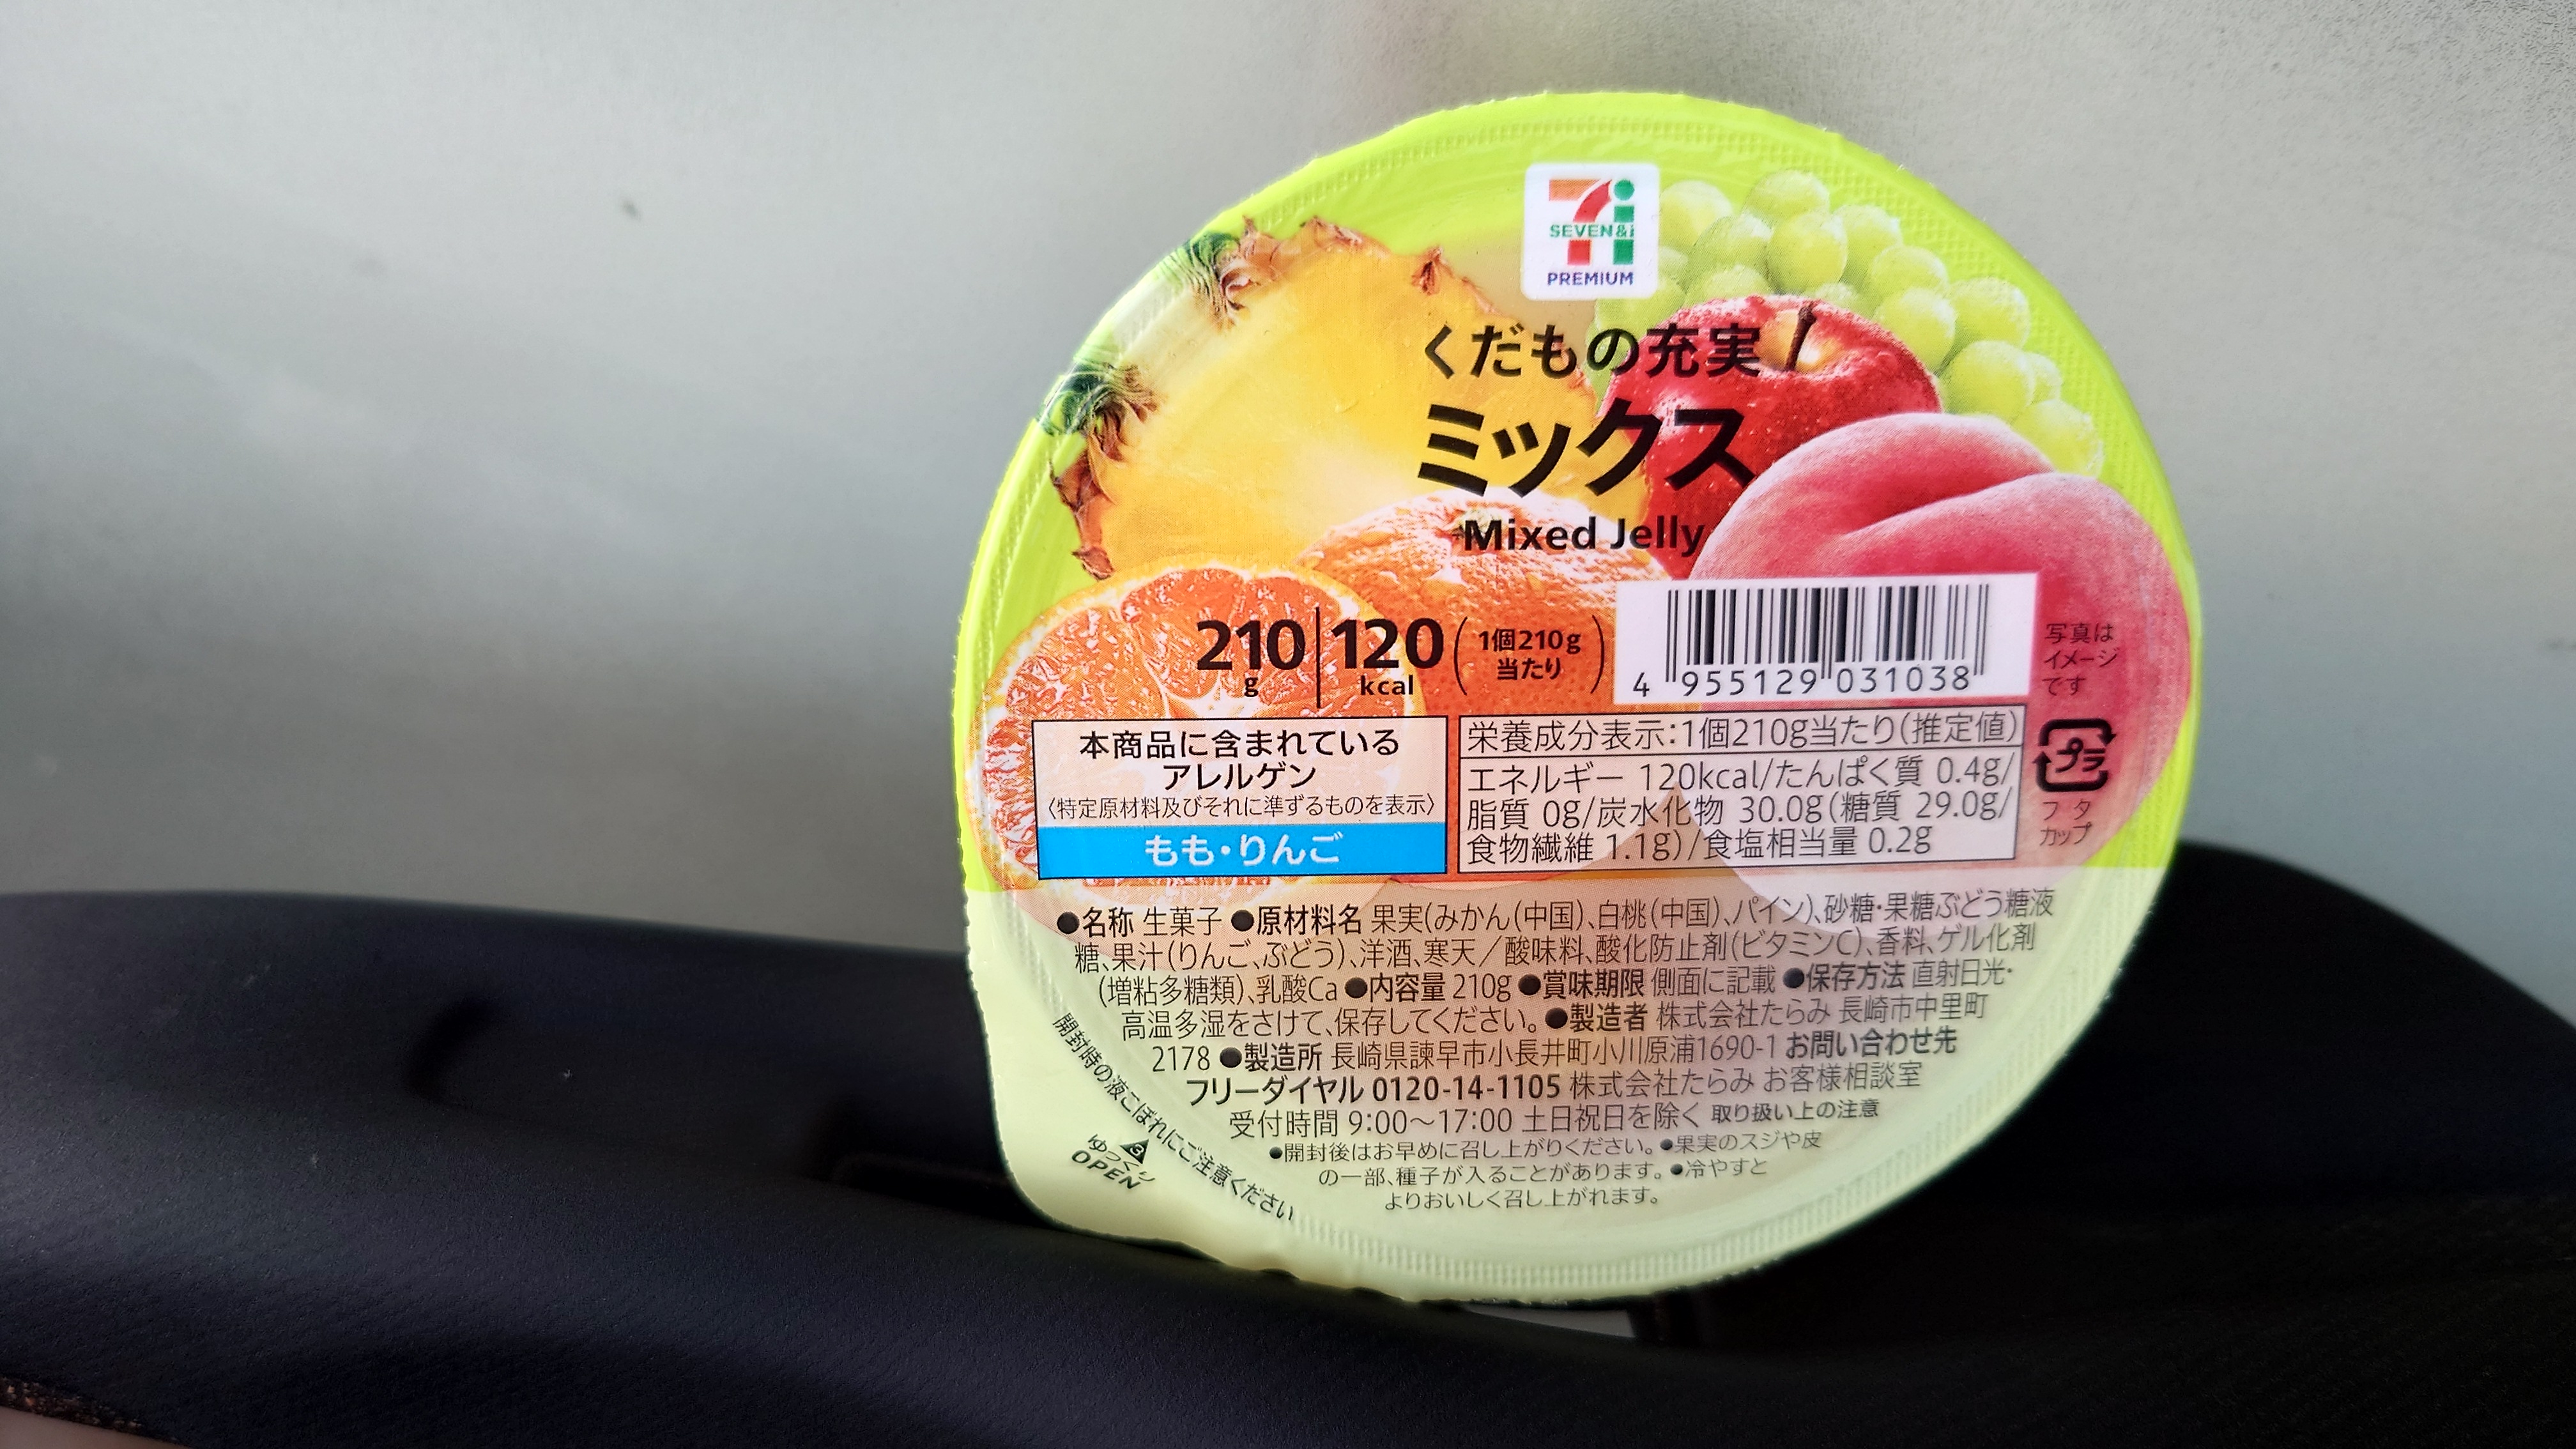 SEVEN&i
PREMIUM
くだもの充実
ミックス
Mixed Jelly
210g 120kcal (1個210g当たり)
4 955129 031038
写真は
イメージ
です
本商品に含まれている
アレルゲン
〈特定原材料及びそれに準ずるものを表示〉
もも・りんご
栄養成分表示:1個210g当たり(推定値)
エネルギー 120kcal/たんぱく質 0.4g/
脂質 0g/炭水化物 30.0g(糖質 29.0g/
食物繊維 1.1g)/食塩相当量 0.2g
プラ
フタ
カップ
●名称 生菓子 ●原材料名 果実(みかん(中国)、白桃(中国)、パイン)、砂糖・果糖ぶどう糖液
糖、果汁(りんご、ぶどう)、洋酒、寒天/酸味料、酸化防止剤(ビタミンC)、香料、ゲル化剤
(増粘多糖類)、乳酸Ca ●内容量 210g ●賞味期限 側面に記載 ●保存方法 直射日光・
高温多湿をさけて、保存してください。 ●製造者 株式会社たらみ 長崎市中里町
2178 ●製造所 長崎県諫早市小長井町小川原浦1690-1 お問い合わせ先
フリーダイヤル 0120-14-1105 株式会社たらみ お客様相談室
受付時間 9:00～17:00 土日祝日を除く 取り扱い上の注意
●開封後はお早めに召し上がりください。 ●果実のスジや皮
の一部、種子が入ることがあります。 ●冷やすと
よりおいしく召し上がれます。
開封時の液こぼれにご注意ください
3
ゆっくり
OPEN